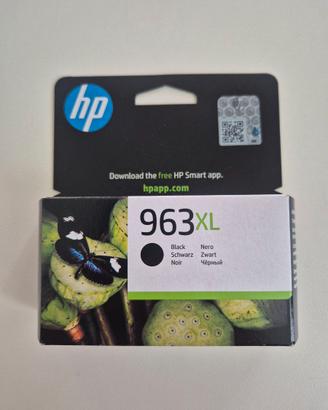 hp
Download the free HP Smart app.
hpapp.com
963XL
Black Nero
Schwarz Zwart
Noir Чёрный